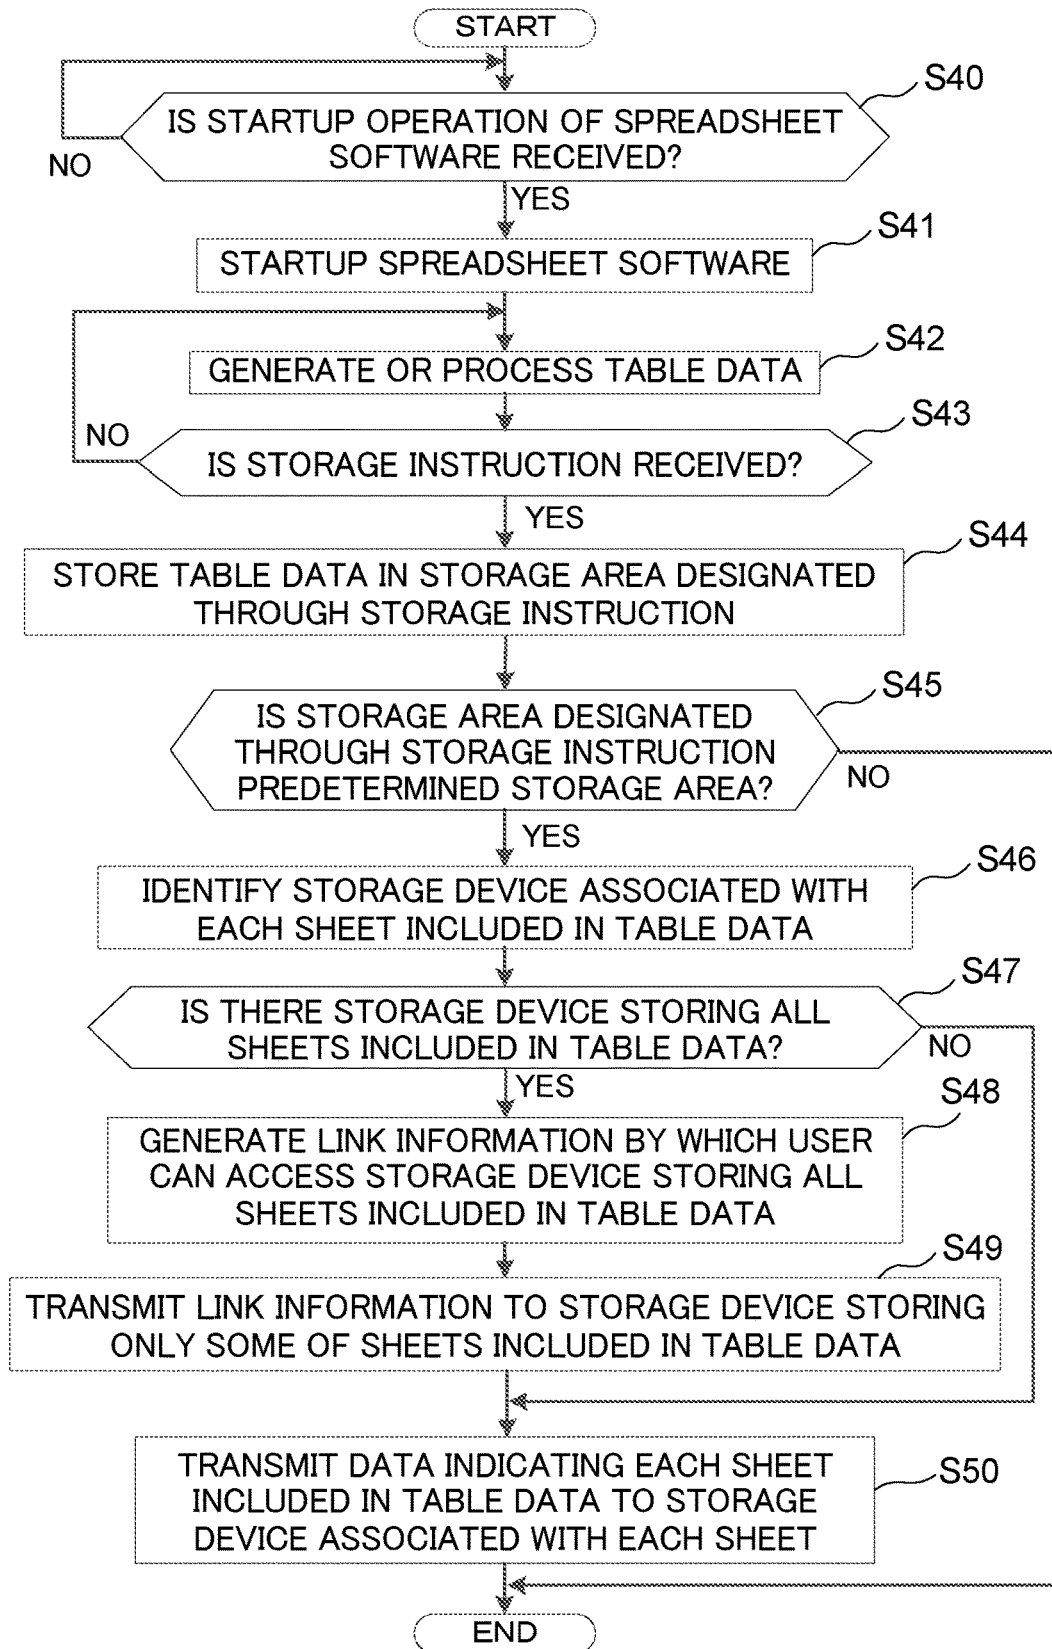 START
S40
IS STARTUP OPERATION OF SPREADSHEET
SOFTWARE RECEIVED?
NO
YES
S41
STARTUP SPREADSHEET SOFTWARE
S42
GENERATE OR PROCESS TABLE DATA
S43
NO
IS STORAGE INSTRUCTION RECEIVED?
YES
S44
STORE TABLE DATA IN STORAGE AREA DESIGNATED
THROUGH STORAGE INSTRUCTION
S45
IS STORAGE AREA DESIGNATED
THROUGH STORAGE INSTRUCTION
PREDETERMINED STORAGE AREA?
NO
YES
S46
IDENTIFY STORAGE DEVICE ASSOCIATED WITH
EACH SHEET INCLUDED IN TABLE DATA
S47
IS THERE STORAGE DEVICE STORING ALL
SHEETS INCLUDED IN TABLE DATA?
NO
YES
S48
GENERATE LINK INFORMATION BY WHICH USER
CAN ACCESS STORAGE DEVICE STORING ALL
SHEETS INCLUDED IN TABLE DATA
S49
TRANSMIT LINK INFORMATION TO STORAGE DEVICE STORING
ONLY SOME OF SHEETS INCLUDED IN TABLE DATA
S50
TRANSMIT DATA INDICATING EACH SHEET
INCLUDED IN TABLE DATA TO STORAGE
DEVICE ASSOCIATED WITH EACH SHEET
END